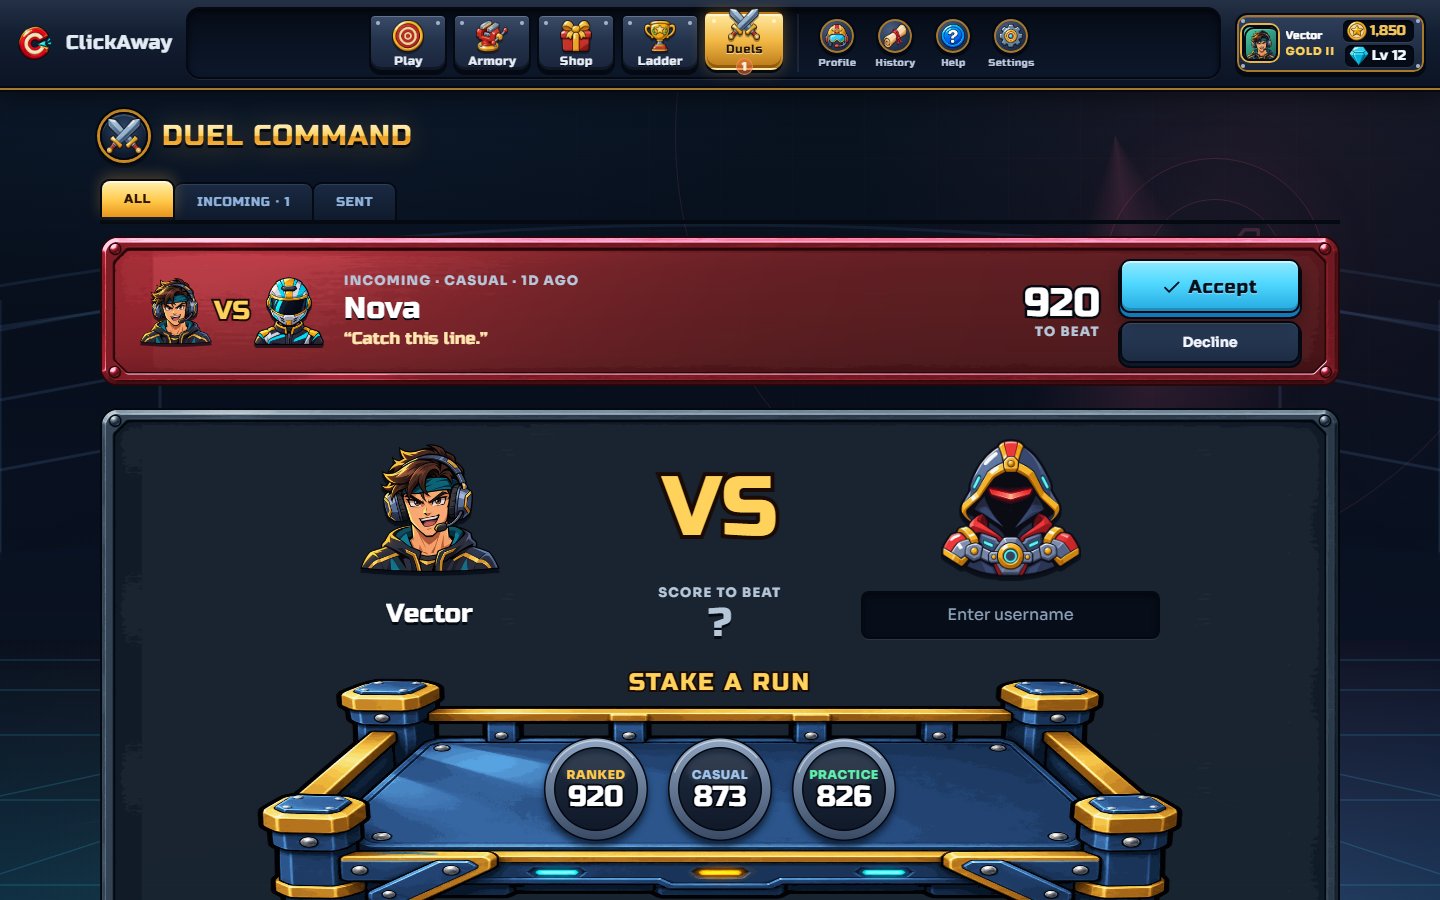 ClickAway
Play
Armory
Shop
Ladder
Duels
1
Profile
History
Help
Settings
Vector
GOLD II
1,850
Lv 12
DUEL COMMAND
ALL
INCOMING · 1
SENT
VS
INCOMING · CASUAL · 1D AGO
Nova
“Catch this line.”
920
TO BEAT
Accept
Decline
VS
Vector
SCORE TO BEAT
?
Enter username
STAKE A RUN
RANKED
920
CASUAL
873
PRACTICE
826